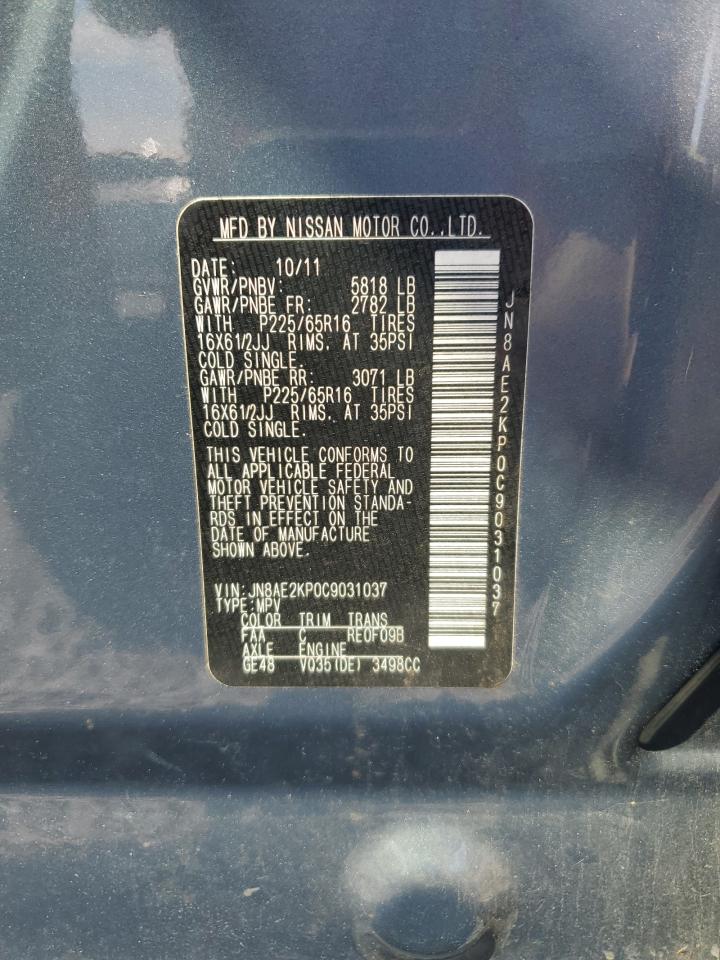 MFD BY NISSAN MOTOR CO.,LTD.
DATE: 10/11
GVWR/PNBV: 5818 LB
GAWR/PNBE FR: 2782 LB
WITH P225/65R16 TIRES
16X61/2JJ RIMS, AT 35PSI
COLD SINGLE.
GAWR/PNBE RR: 3071 LB
WITH P225/65R16 TIRES
16X61/2JJ RIMS, AT 35PSI
COLD SINGLE.
THIS VEHICLE CONFORMS TO
ALL APPLICABLE FEDERAL
MOTOR VEHICLE SAFETY AND
THEFT PREVENTION STANDA-
RDS IN EFFECT ON THE
DATE OF MANUFACTURE
SHOWN ABOVE.
VIN:JN8AE2KP0C9031037
TYPE:MPV
COLOR TRIM TRANS
FAA C RE0F09B
AXLE ENGINE
GE48 VQ35(DE) 3498CC
JN8AE2KP0C9031037